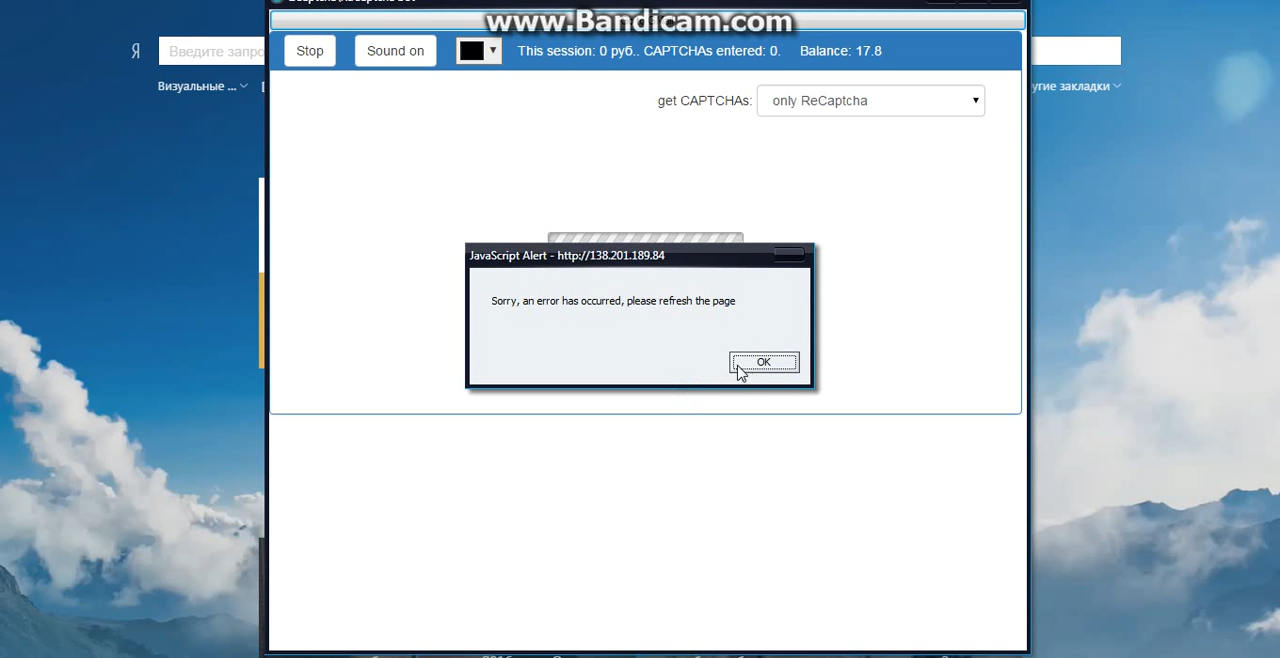 www.Bandicam.com
Я
Введите запро
Stop
Sound on
This session: 0 руб.. CAPTCHAs entered: 0. Balance: 17.8
Визуальные ...
угие закладки
get CAPTCHAs:
only ReCaptcha
JavaScript Alert - http://138.201.189.84
Sorry, an error has occurred, please refresh the page
OK